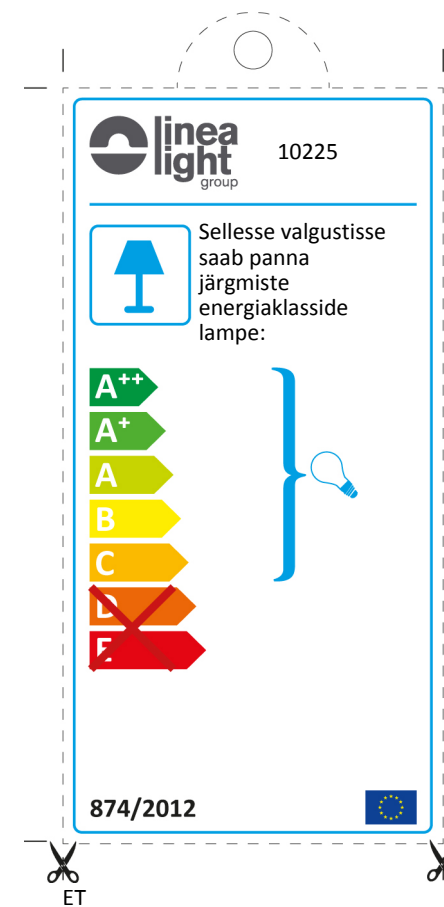 linea
light
group
10225
Sellesse valgustisse
saab panna
järgmiste
energiaklasside
lampe:
A++
A+
A
B
C
D
E
874/2012
ET